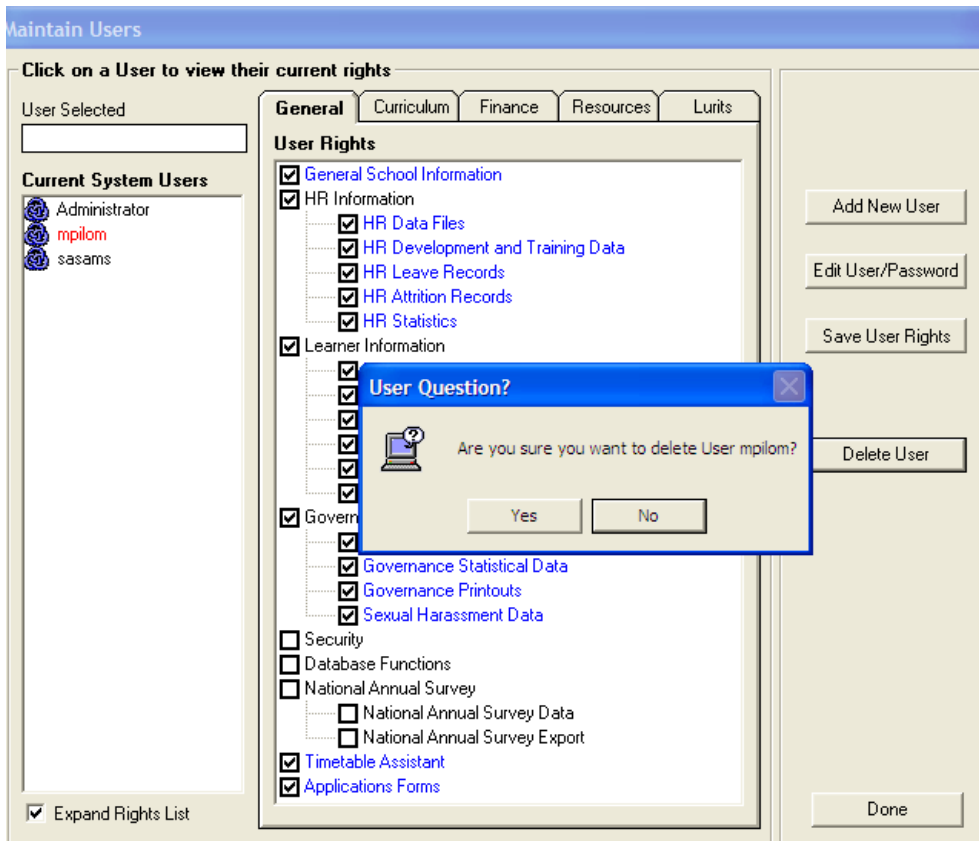 Maintain Users
Click on a User to view their current rights
User Selected
Current System Users
Administrator
mpilom
sasams
Expand Rights List
General
Curriculum
Finance
Resources
Lurits
User Rights
General School Information
HR Information
HR Data Files
HR Development and Training Data
HR Leave Records
HR Attrition Records
HR Statistics
Learner Information
Govern
Governance Statistical Data
Governance Printouts
Sexual Harassment Data
Security
Database Functions
National Annual Survey
National Annual Survey Data
National Annual Survey Export
Timetable Assistant
Applications Forms
User Question?
Are you sure you want to delete User mpilom?
Yes
No
Add New User
Edit User/Password
Save User Rights
Delete User
Done